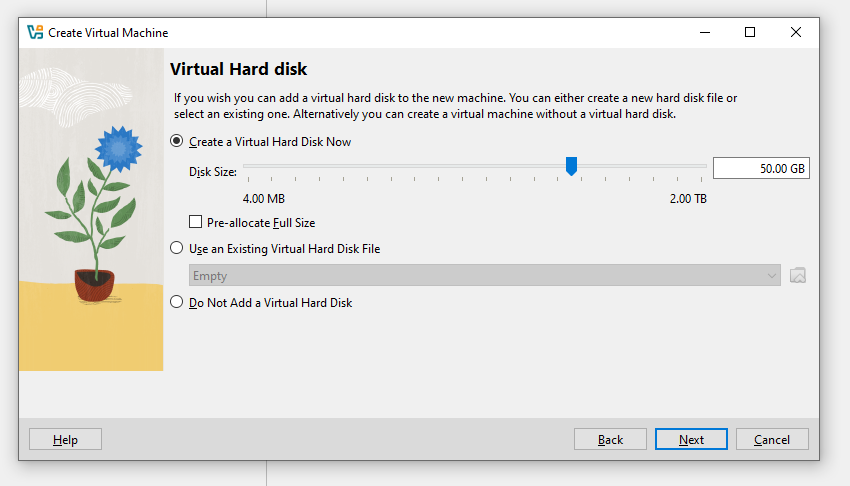 Create Virtual Machine
Virtual Hard disk
If you wish you can add a virtual hard disk to the new machine. You can either create a new hard disk file or
select an existing one. Alternatively you can create a virtual machine without a virtual hard disk.
Create a Virtual Hard Disk Now
Disk Size:
50.00 GB
4.00 MB
2.00 TB
Pre-allocate Full Size
Use an Existing Virtual Hard Disk File
Empty
Do Not Add a Virtual Hard Disk
Help
Back
Next
Cancel